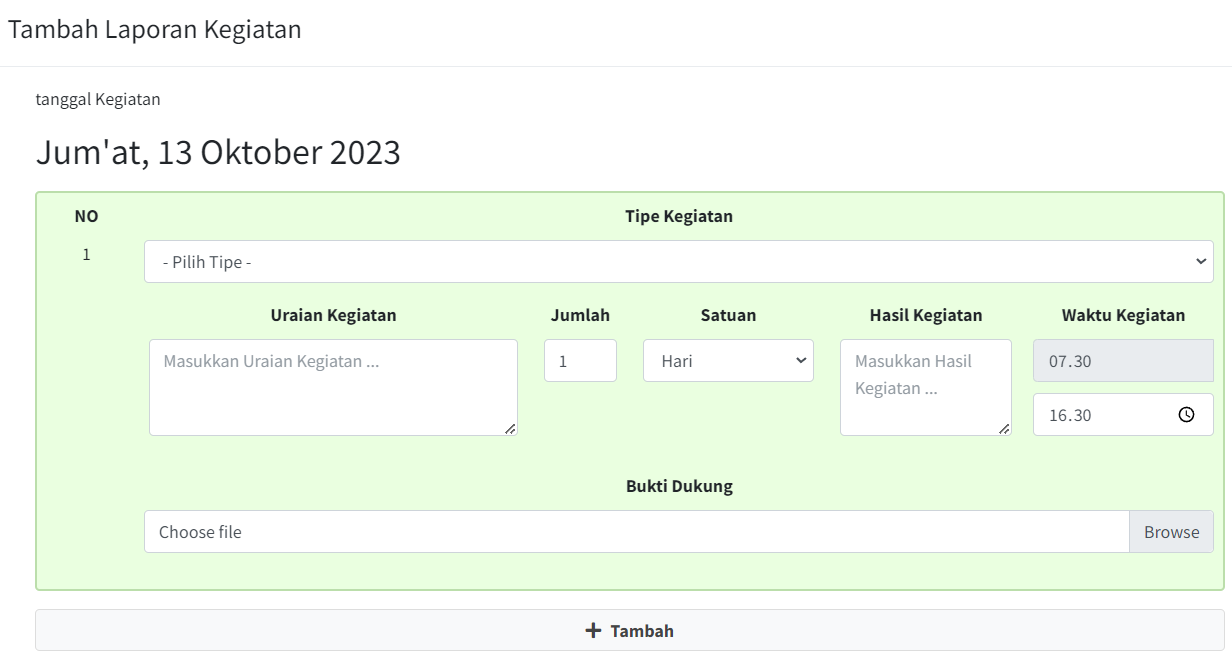 Tambah Laporan Kegiatan
tanggal Kegiatan
Jum'at, 13 Oktober 2023
NO Tipe Kegiatan
1 - Pilih Tipe -
Uraian Kegiatan Jumlah Satuan Hasil Kegiatan Waktu Kegiatan
Masukkan Uraian Kegiatan ... 1 Hari Masukkan Hasil 07.30
Kegiatan ...
16.30
Bukti Dukung
Choose file Browse
+ Tambah